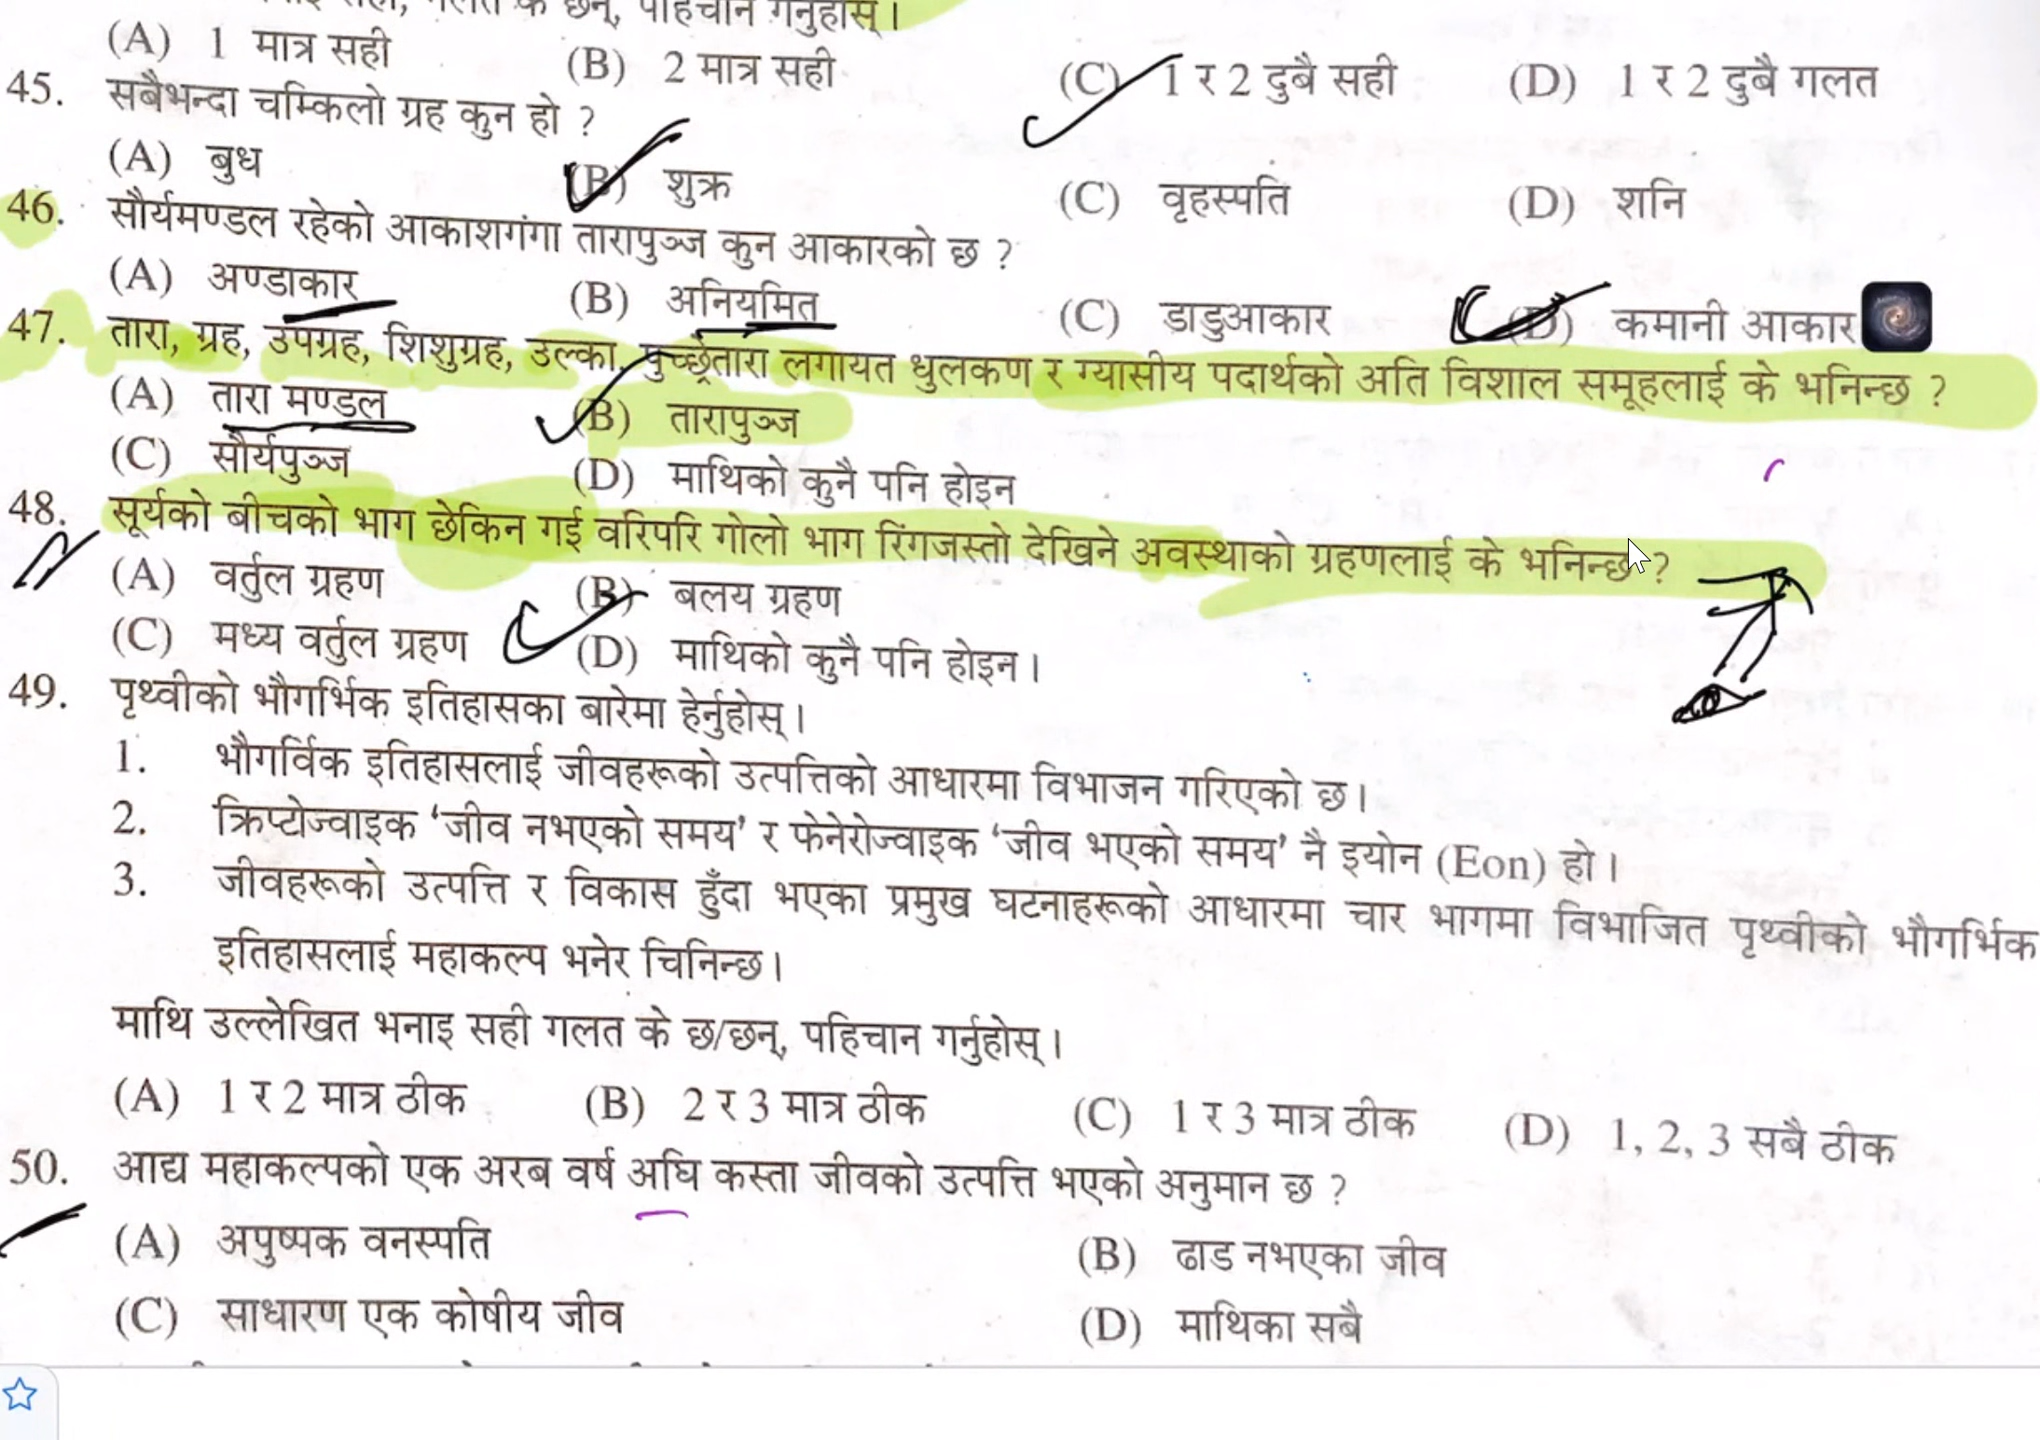 के छन्, पहिचान गर्नुहोस् ।
(A) 1 मात्र सही (B) 2 मात्र सही (C) 1 र 2 दुबै सही (D) 1 र 2 दुबै गलत
45. सबैभन्दा चम्किलो ग्रह कुन हो ?
(A) बुध (B) शुक्र (C) वृहस्पति (D) शनि
46. सौर्यमण्डल रहेको आकाशगंगा तारापुञ्ज कुन आकारको छ ?
(A) अण्डाकार (B) अनियमित (C) डाडुआकार (D) कमानी आकार
47. तारा, ग्रह, उपग्रह, शिशुग्रह, उल्का, पुच्छ्रेतारा लगायत धुलकण र ग्यासीय पदार्थको अति विशाल समूहलाई के भनिन्छ ?
(A) तारा मण्डल (B) तारापुञ्ज
(C) सौर्यपुञ्ज (D) माथिको कुनै पनि होइन
48. सूर्यको बीचको भाग छेकिन गई वरिपरि गोलो भाग रिंगजस्तो देखिने अवस्थाको ग्रहणलाई के भनिन्छ ?
(A) वर्तुल ग्रहण (B) बलय ग्रहण
(C) मध्य वर्तुल ग्रहण (D) माथिको कुनै पनि होइन ।
49. पृथ्वीको भौगर्भिक इतिहासका बारेमा हेर्नुहोस् ।
1. भौगर्विक इतिहासलाई जीवहरूको उत्पत्तिको आधारमा विभाजन गरिएको छ ।
2. क्रिप्टोज्वाइक ‘जीव नभएको समय’ र फेनेरोज्वाइक ‘जीव भएको समय’ नै इयोन (Eon) हो ।
3. जीवहरूको उत्पत्ति र विकास हुँदा भएका प्रमुख घटनाहरूको आधारमा चार भागमा विभाजित पृथ्वीको भौगर्भिक
इतिहासलाई महाकल्प भनेर चिनिन्छ ।
माथि उल्लेखित भनाइ सही गलत के छ/छन्, पहिचान गर्नुहोस् ।
(A) 1 र 2 मात्र ठीक (B) 2 र 3 मात्र ठीक (C) 1 र 3 मात्र ठीक (D) 1, 2, 3 सबै ठीक
50. आद्य महाकल्पको एक अरब वर्ष अघि कस्ता जीवको उत्पत्ति भएको अनुमान छ ?
(A) अपुष्पक वनस्पति (B) ढाड नभएका जीव
(C) साधारण एक कोषीय जीव (D) माथिका सबै